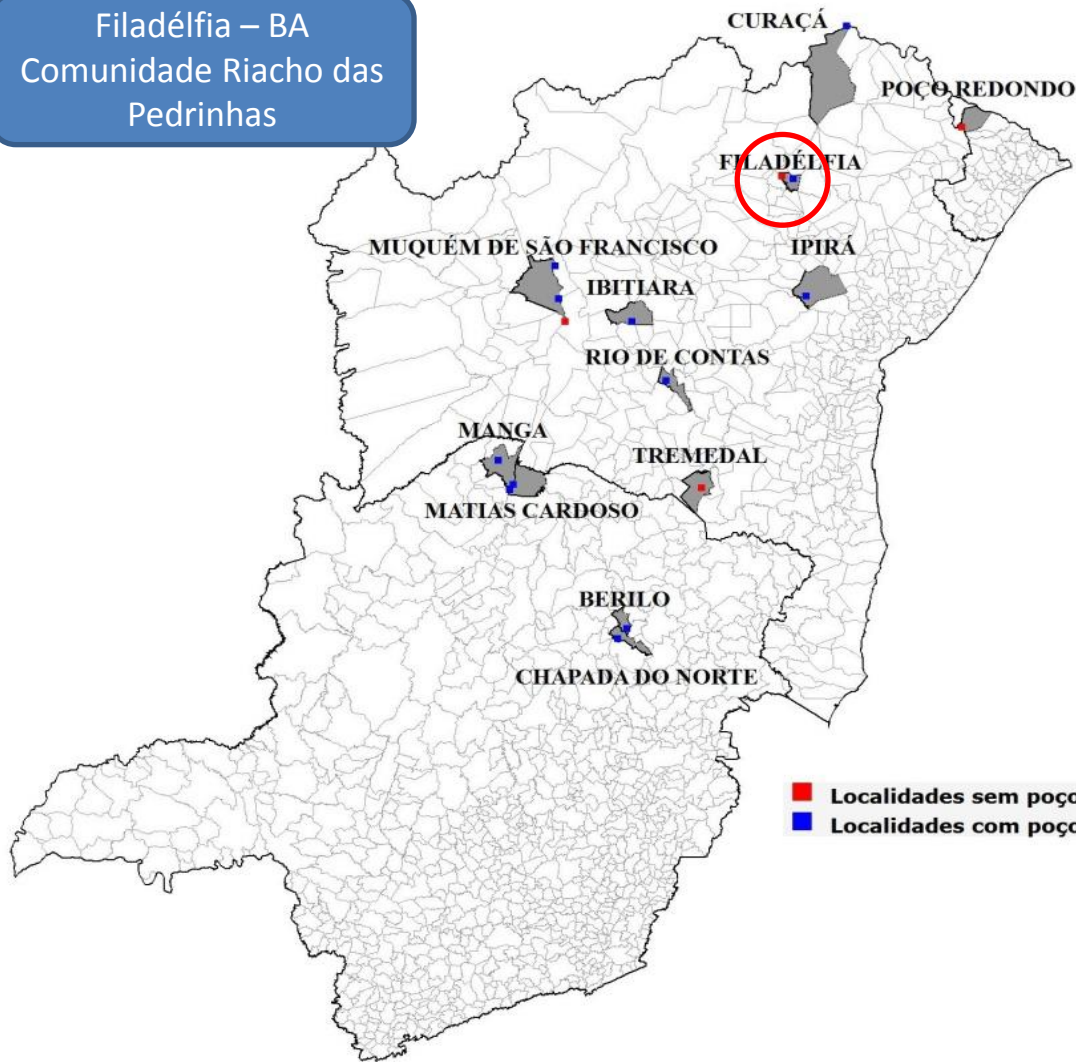 Filadélfia – BA
Comunidade Riacho das
Pedrinhas
CURAÇÁ
POÇO REDONDO
FILADÉLFIA
MUQUÉM DE SÃO FRANCISCO
IPIRÁ
IBITIARA
RIO DE CONTAS
MANGA
TREMEDAL
MATIAS CARDOSO
BERILO
CHAPADA DO NORTE
Localidades sem poço
Localidades com poço